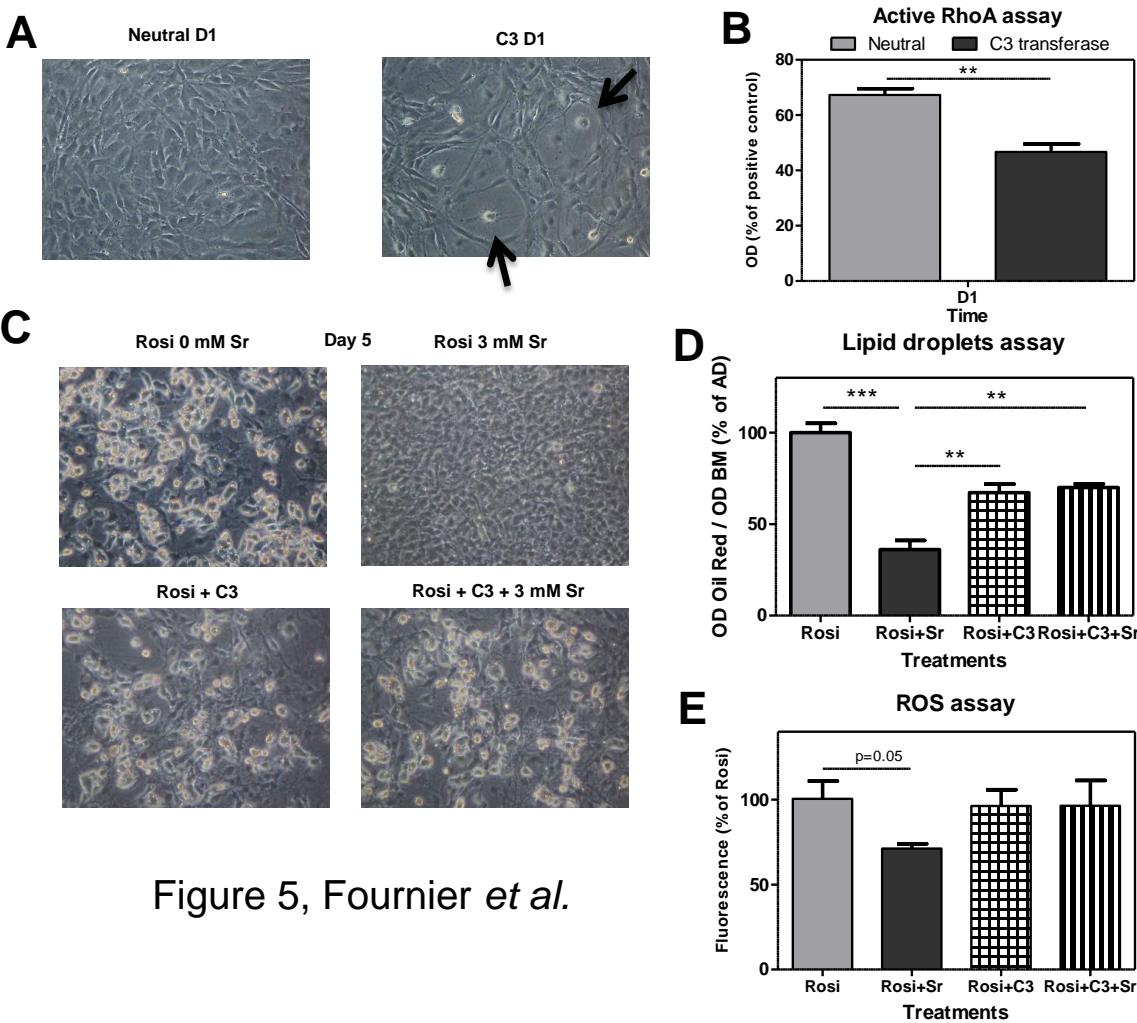 A
Neutral D1
C3 D1
B
Active RhoA assay
Neutral
C3 transferase
**
80
60
40
20
0
OD (% of positive control)
D1
Time
C
Rosi 0 mM Sr
Day 5
Rosi 3 mM Sr
Rosi + C3
Rosi + C3 + 3 mM Sr
D
Lipid droplets assay
***
**
**
100
50
0
OD Oil Red / OD BM (% of AD)
Rosi
Rosi+Sr
Rosi+C3
Rosi+C3+Sr
Treatments
E
ROS assay
p=0.05
100
50
0
Fluorescence (% of Rosi)
Rosi
Rosi+Sr
Rosi+C3
Rosi+C3+Sr
Treatments
Figure 5, Fournier et al.